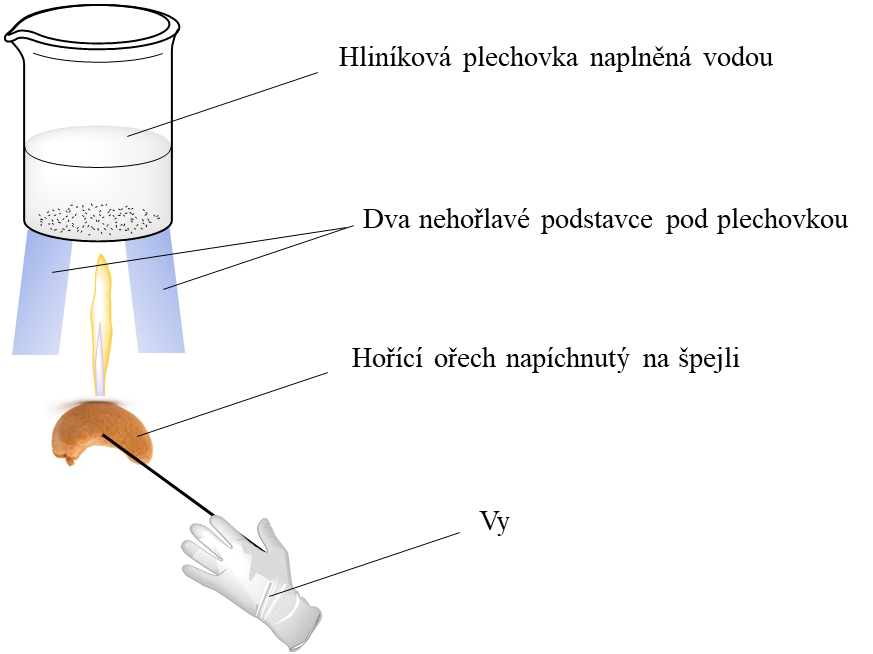 Hliníková plechovka naplněná vodou
Dva nehořlavé podstavce pod plechovkou
Hořící ořech napíchnutý na špejli
Vy